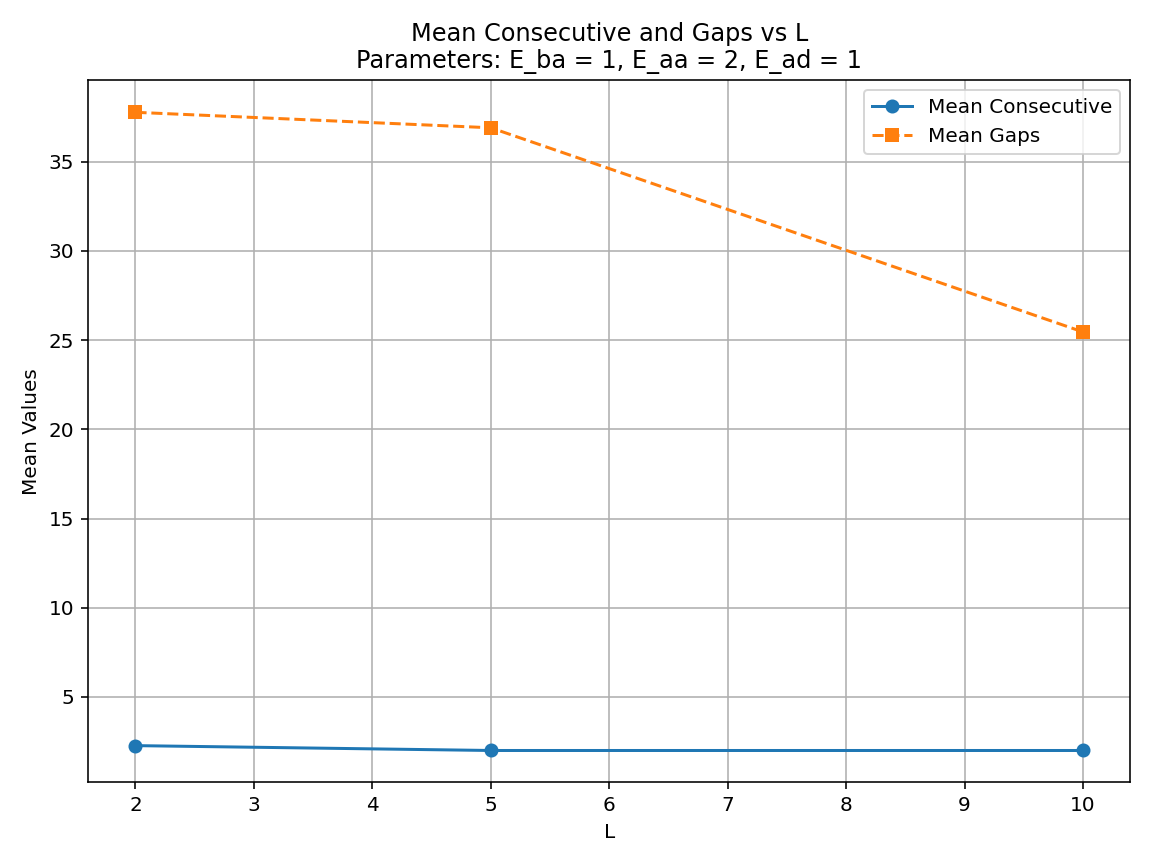 Mean Consecutive and Gaps vs L
Parameters: E_ba = 1, E_aa = 2, E_ad = 1
Mean Consecutive
Mean Gaps
Mean Values
35
30
25
20
15
10
5
2 3 4 5 6 7 8 9 10
L